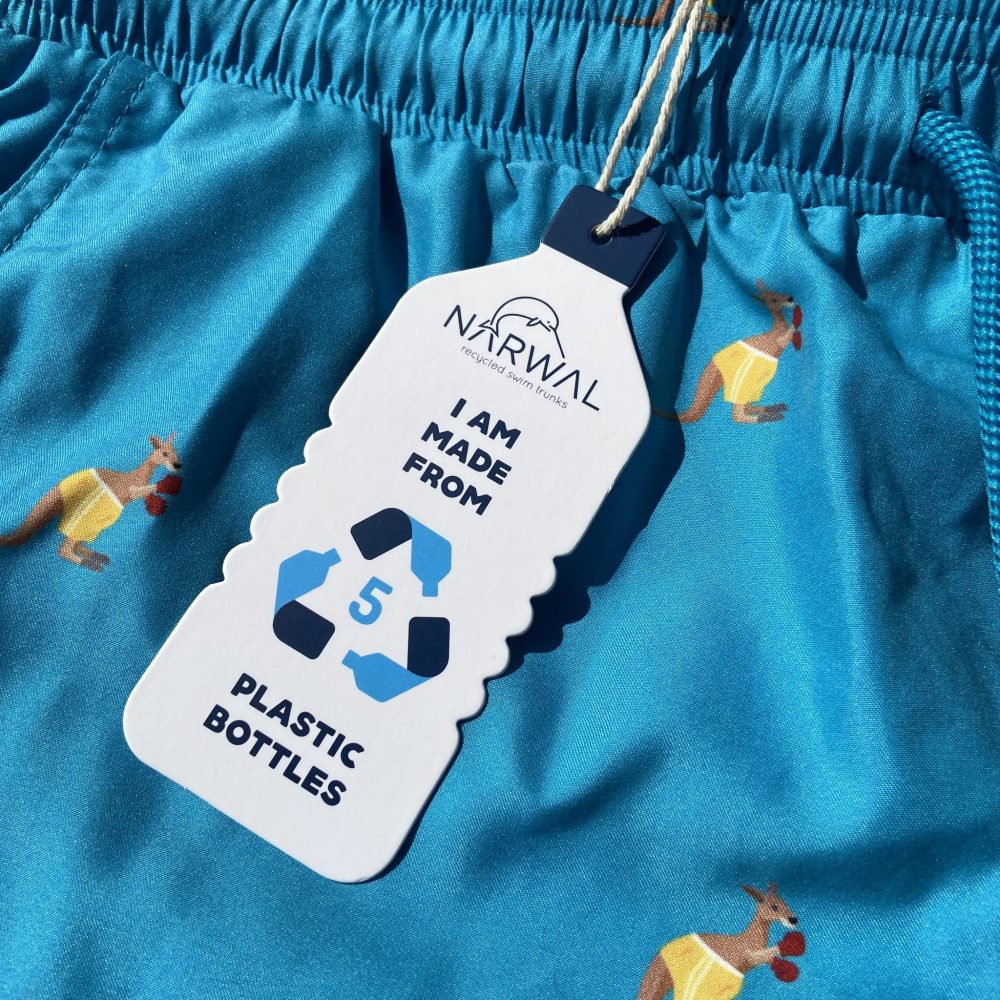 NARWAL
recycled swim trunks
I AM
MADE
FROM
5
PLASTIC
BOTTLES